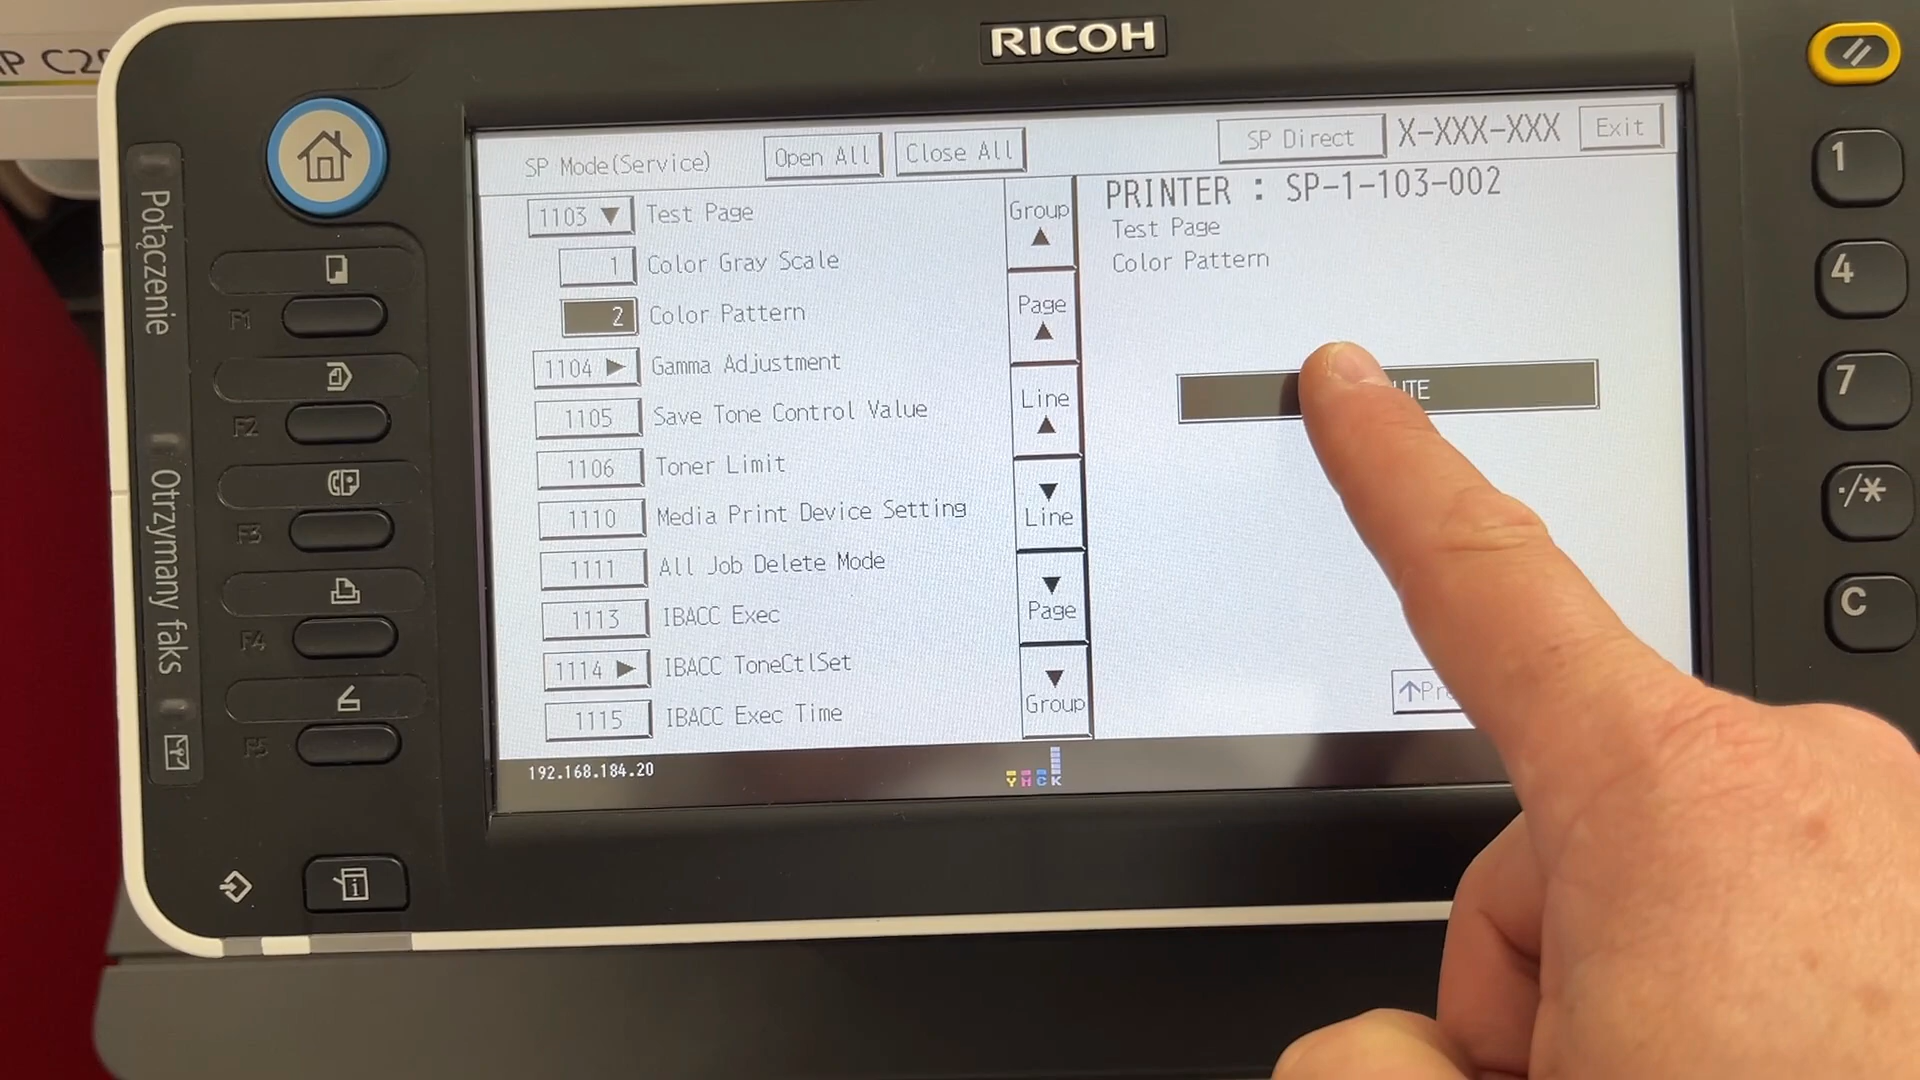 RICOH
SP Mode(Service)
Open All
Close All
SP Direct
X-XXX-XXX
Exit
1103 ▼ Test Page
1 Color Gray Scale
2 Color Pattern
1104 ▶ Gamma Adjustment
1105 Save Tone Control Value
1106 Toner Limit
1110 Media Print Device Setting
1111 All Job Delete Mode
1113 IBACC Exec
1114 ▶ IBACC ToneCtlSet
1115 IBACC Exec Time
Group
▲
Page
▲
Line
▲
▼
Line
▼
Page
▼
Group
PRINTER : SP-1-103-002
Test Page
Color Pattern
192.168.184.20
Y M C K
Połączenie
Otrzymany faks
F1
F2
F3
F4
F5
1
4
7
./*
C